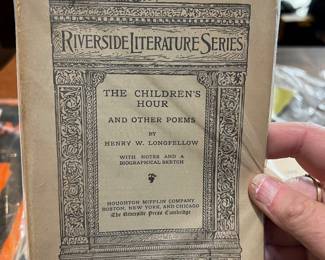 RIVERSIDE LITERATURE SERIES
THE CHILDREN'S
HOUR
AND OTHER POEMS
BY
HENRY W. LONGFELLOW
WITH NOTES AND A
BIOGRAPHICAL SKETCH
HOUGHTON MIFFLIN COMPANY
BOSTON, NEW YORK, AND CHICAGO
The Riverside Press Cambridge